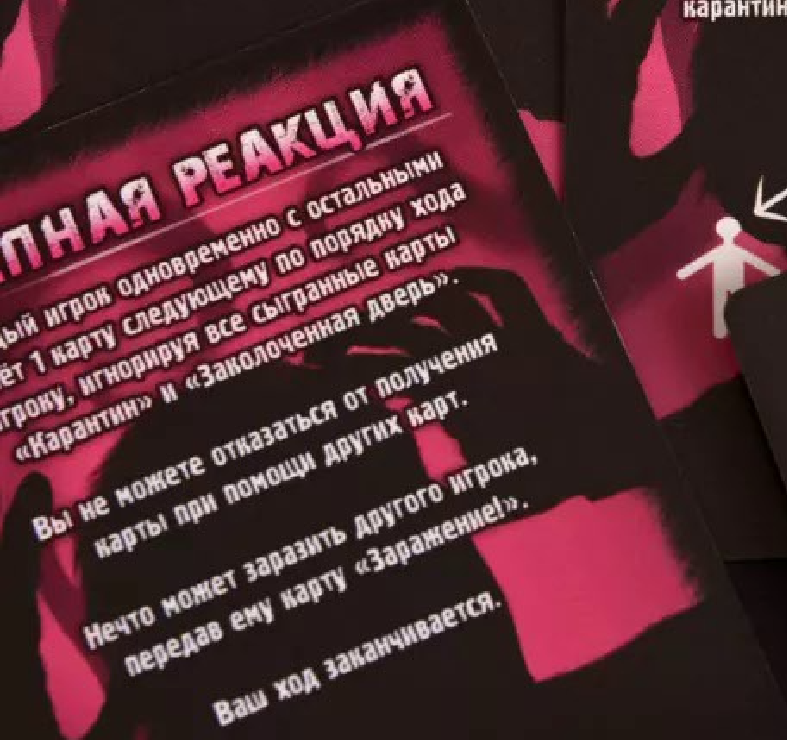 ПНАЯ РЕАКЦИЯ
ый игрок одновременно с остальными
ёт 1 карту следующему по порядку хода
гроку, игнорируя все сыгранные карты
«Карантин» и «Заколоченная дверь».
Вы не можете отказаться от получения
карты при помощи других карт.
Нечто может заразить другого игрока,
передав ему карту «Заражение!».
Ваш ход заканчивается.
карантин